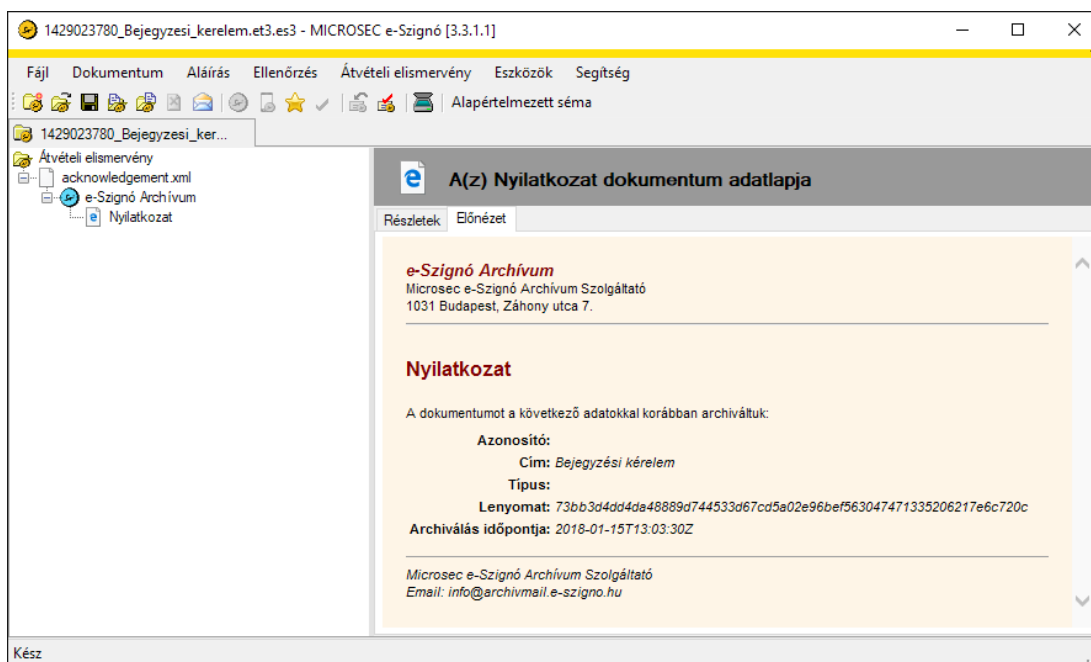 1429023780_Bejegyzesi_kerelem.et3.es3 - MICROSEC e-Szignó [3.3.1.1]
Fájl Dokumentum Aláírás Ellenőrzés Átvételi elismervény Eszközök Segítség
Alapértelmezett séma
1429023780_Bejegyzesi_ker...
Átvételi elismervény
acknowledgement.xml
e-Szignó Archívum
Nyilatkozat
A(z) Nyilatkozat dokumentum adatlapja
Részletek Előnézet
e-Szignó Archívum
Microsec e-Szignó Archívum Szolgáltató
1031 Budapest, Záhony utca 7.
Nyilatkozat
A dokumentumot a következő adatokkal korábban archiváltuk:
Azonosító:
Cím: Bejegyzési kérelem
Típus:
Lenyomat: 73bb3d4dd4da48889d744533d67cd5a02e96bef563047471335206217e6c720c
Archiválás időpontja: 2018-01-15T13:03:30Z
Microsec e-Szignó Archívum Szolgáltató
Email: info@archivmail.e-szigno.hu
Kész